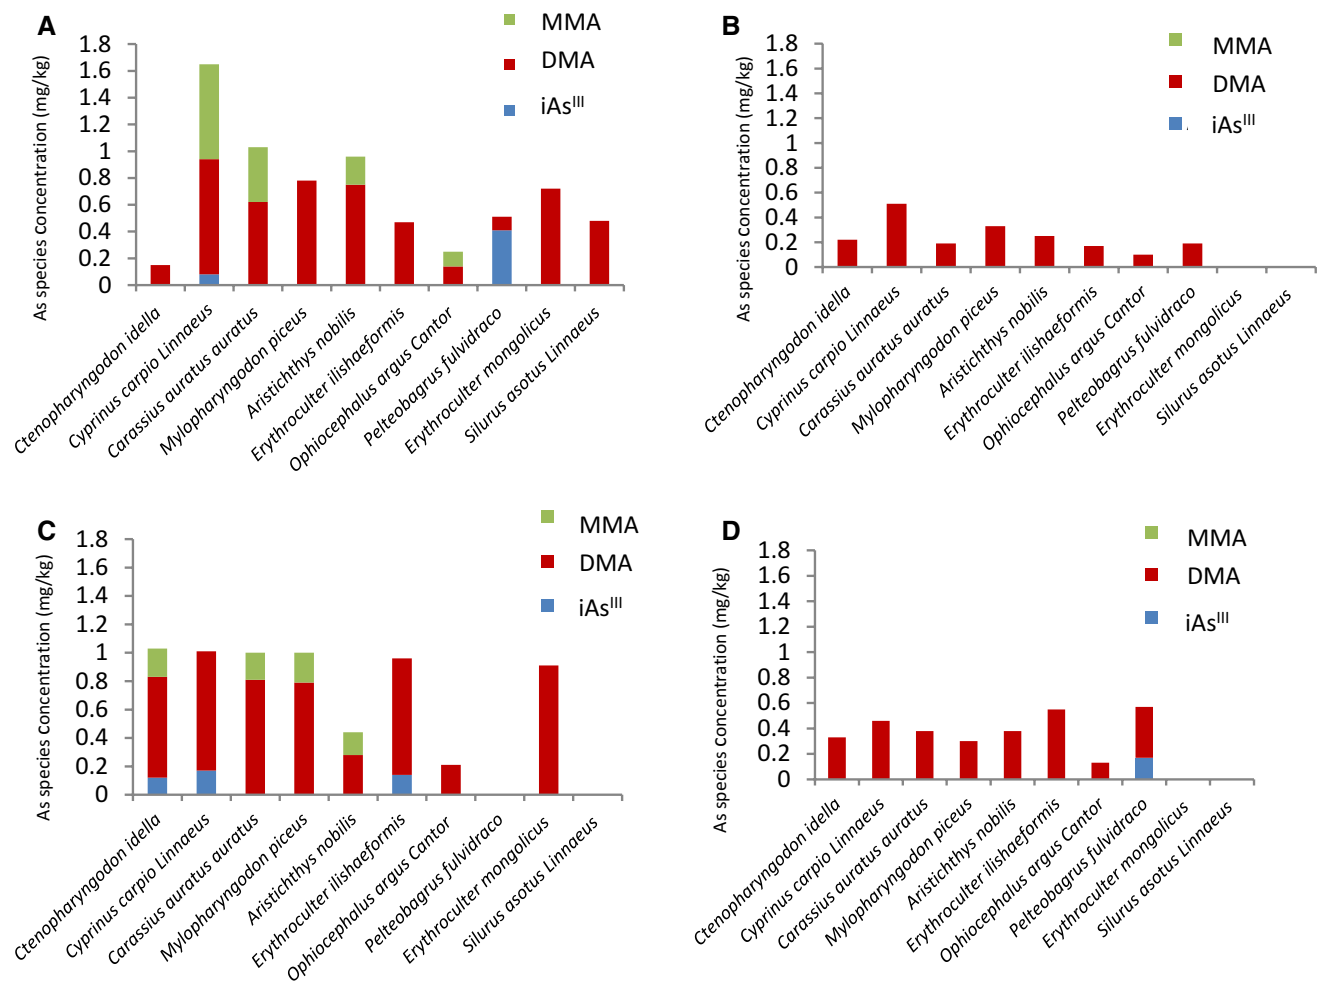 A
MMA
DMA
iAsIII
As species concentration (mg/kg)
1.8
1.6
1.4
1.2
1
0.8
0.6
0.4
0.2
0
Ctenopharyngodon idella
Cyprinus carpio Linnaeus
Carassius auratus auratus
Mylopharyngodon piceus
Aristichthys nobilis
Erythroculter ilishaeformis
Ophiocephalus argus Cantor
Pelteobagrus fulvidraco
Erythroculter mongolicus
Silurus asotus Linnaeus
B
MMA
DMA
iAsIII
As species Concentration (mg/kg)
1.8
1.6
1.4
1.2
1
0.8
0.6
0.4
0.2
0
Ctenopharyngodon idella
Cyprinus carpio Linnaeus
Carassius auratus auratus
Mylopharyngodon piceus
Aristichthys nobilis
Erythroculter ilishaeformis
Ophiocephalus argus Cantor
Pelteobagrus fulvidraco
Erythroculter mongolicus
Silurus asotus Linnaeus
C
MMA
DMA
iAsIII
As species concentration (mg/kg)
1.8
1.6
1.4
1.2
1
0.8
0.6
0.4
0.2
0
Ctenopharyngodon idella
Cyprinus carpio Linnaeus
Carassius auratus auratus
Mylopharyngodon piceus
Aristichthys nobilis
Erythroculter ilishaeformis
Ophiocephalus argus Cantor
Pelteobagrus fulvidraco
Erythroculter mongolicus
Silurus asotus Linnaeus
D
MMA
DMA
iAsIII
As species Concentration (mg/kg)
1.8
1.6
1.4
1.2
1
0.8
0.6
0.4
0.2
0
Ctenopharyngodon idella
Cyprinus carpio Linnaeus
Carassius auratus auratus
Mylopharyngodon piceus
Aristichthys nobilis
Erythroculter ilishaeformis
Ophiocephalus argus Cantor
Pelteobagrus fulvidraco
Erythroculter mongolicus
Silurus asotus Linnaeus